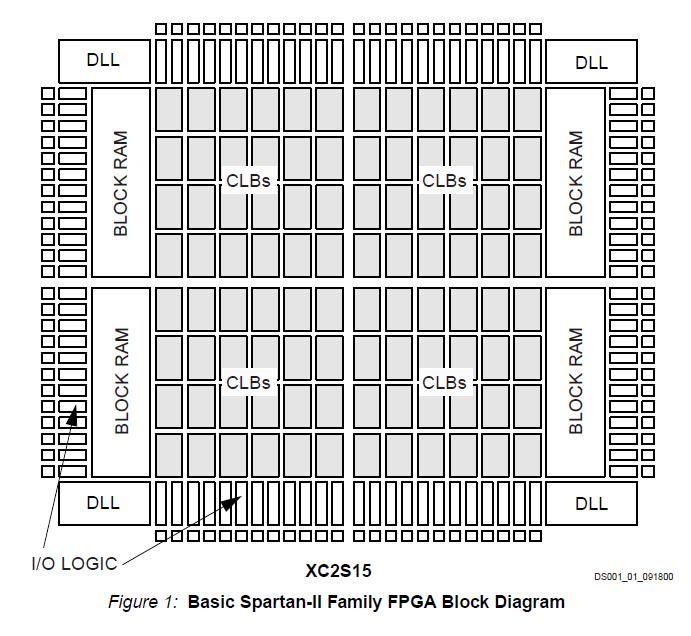 DLL
DLL
BLOCK RAM
CLBs
CLBs
BLOCK RAM
BLOCK RAM
CLBs
CLBs
BLOCK RAM
DLL
DLL
I/O LOGIC
XC2S15
DS001_01_091800
Figure 1: Basic Spartan-II Family FPGA Block Diagram